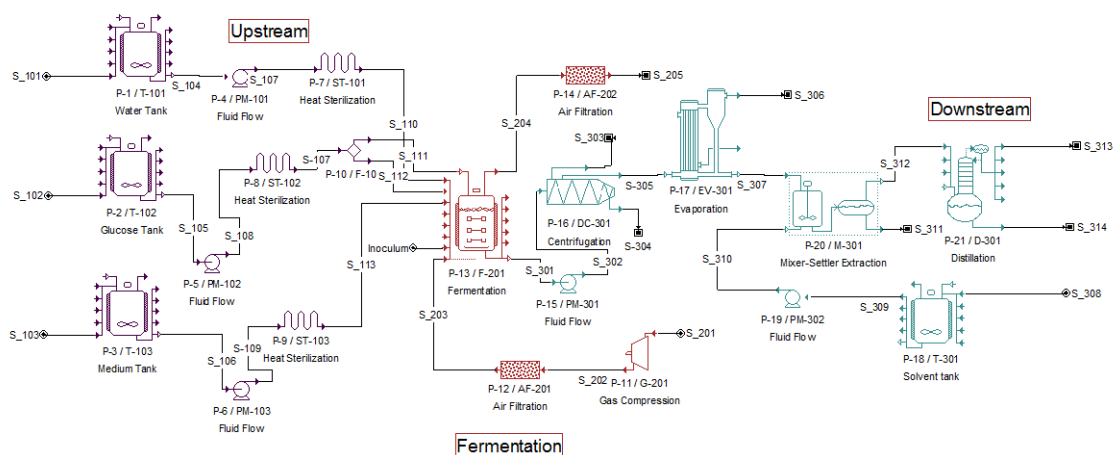 Upstream
S_101
S_104
P-1 / T-101
Water Tank
S_107
P-4 / PM-101
Fluid Flow
P-7 / ST-101
Heat Sterilization
S_110
S_204
P-14 / AF-202
Air Filtration
S_205
S_306
Downstream
S_102
P-2 / T-102
Glucose Tank
S_105
S_108
P-5 / PM-102
Fluid Flow
P-8 / ST-102
Heat Sterilization
S-107
P-10 / F-10
S_111
S_112
S_303
S_305
P-16 / DC-301
Centrifugation
S-304
P-17 / EV-301
Evaporation
S_307
S_312
S_313
S_314
S_311
P-20 / M-301
Mixer-Settler Extraction
P-21 / D-301
Distillation
Inoculum
S_113
P-13 / F-201
Fermentation
S_301
S_302
P-15 / PM-301
Fluid Flow
S_310
S_309
S_308
P-19 / PM-302
Fluid Flow
P-18 / T-301
Solvent tank
S_103
P-3 / T-103
Medium Tank
S_106
S-109
P-6 / PM-103
Fluid Flow
P-9 / ST-103
Heat Sterilization
S_203
P-12 / AF-201
Air Filtration
S_202
S_201
P-11 / G-201
Gas Compression
Fermentation